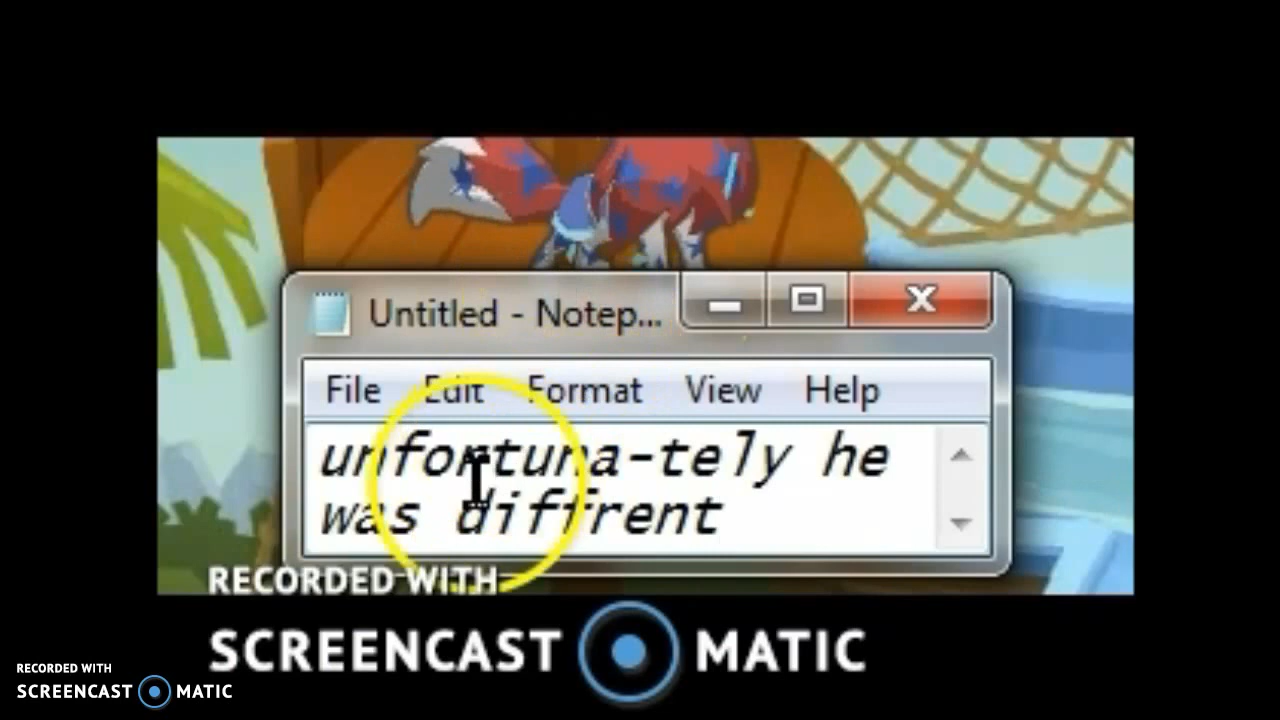 Untitled - Notep...
File Edit Format View Help
unfortuna-tely he
was diffrent
RECORDED WITH
SCREENCAST MATIC
RECORDED WITH
SCREENCAST MATIC